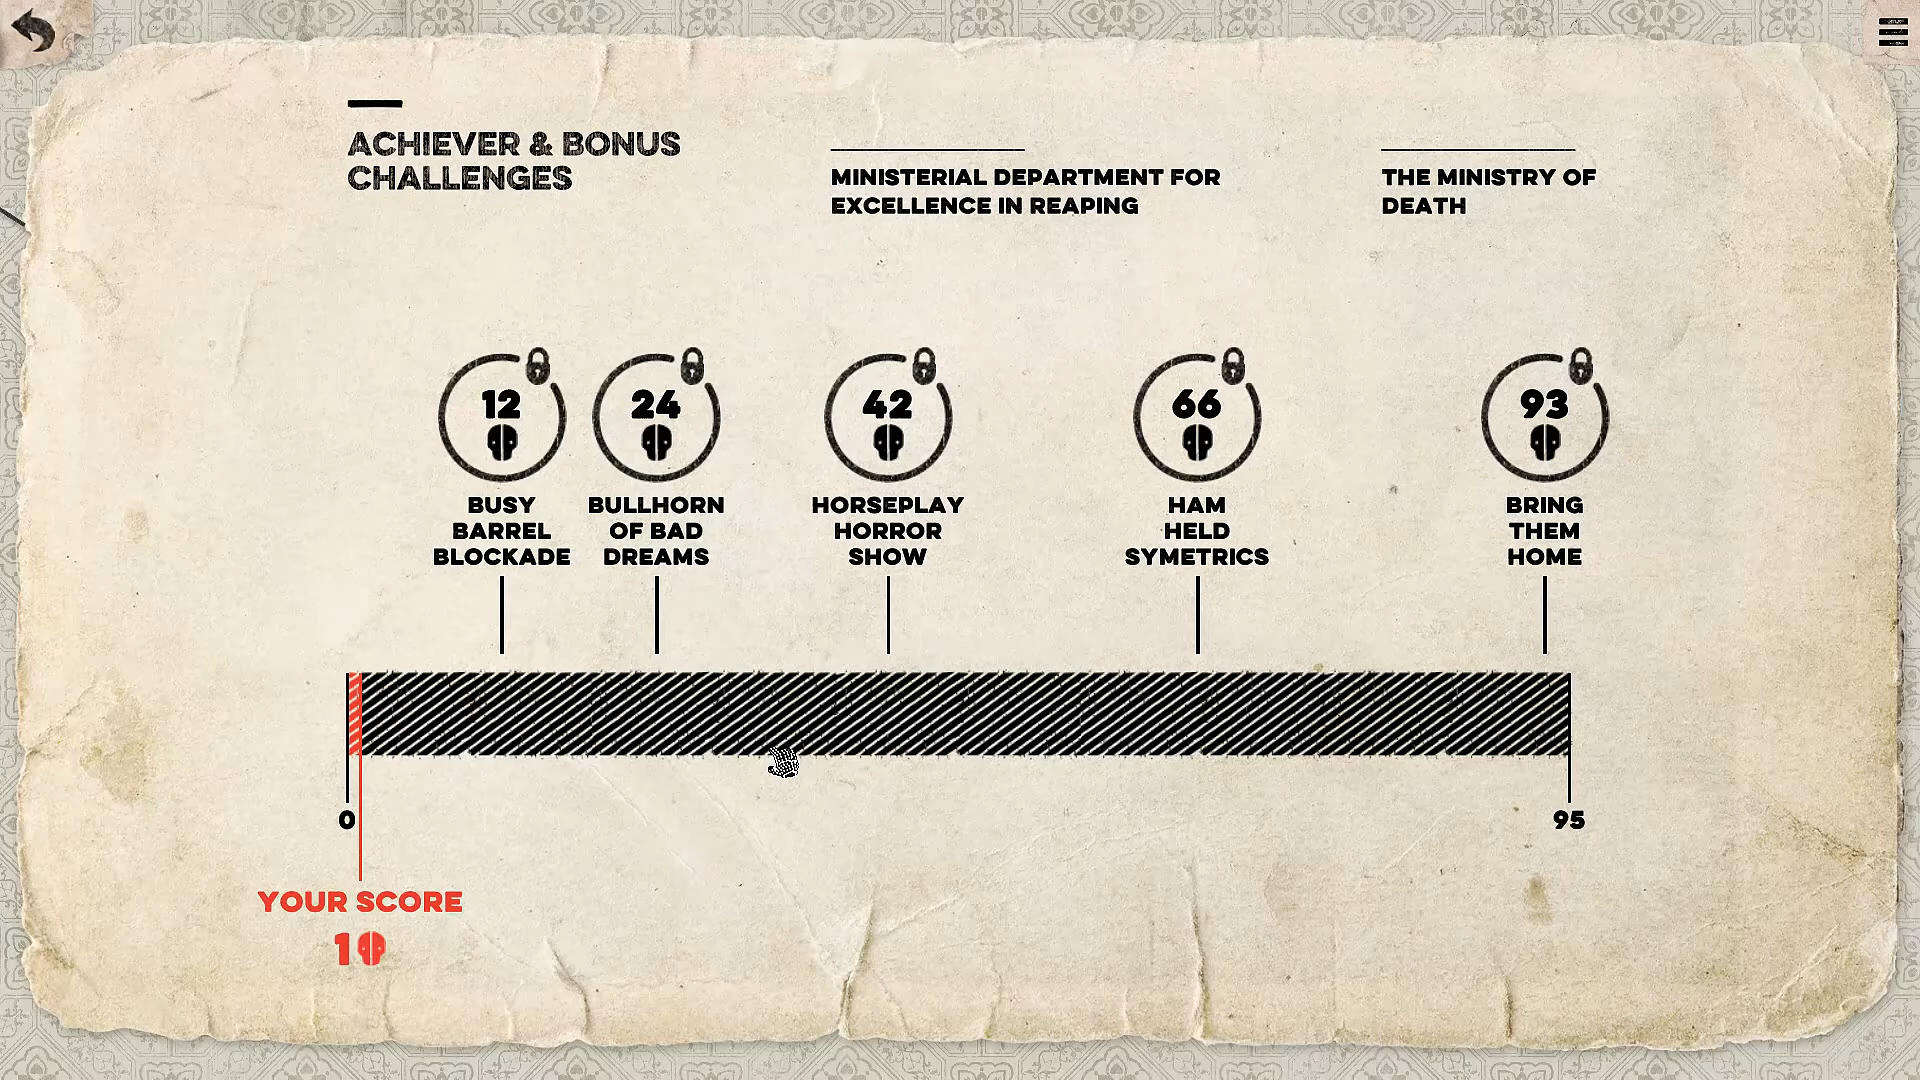 ACHIEVER & BONUS
CHALLENGES
MINISTERIAL DEPARTMENT FOR
EXCELLENCE IN REAPING
THE MINISTRY OF
DEATH
12
BUSY
BARREL
BLOCKADE
24
BULLHORN
OF BAD
DREAMS
42
HORSEPLAY
HORROR
SHOW
66
HAM
HELD
SYMETRICS
93
BRING
THEM
HOME
0
95
YOUR SCORE
1